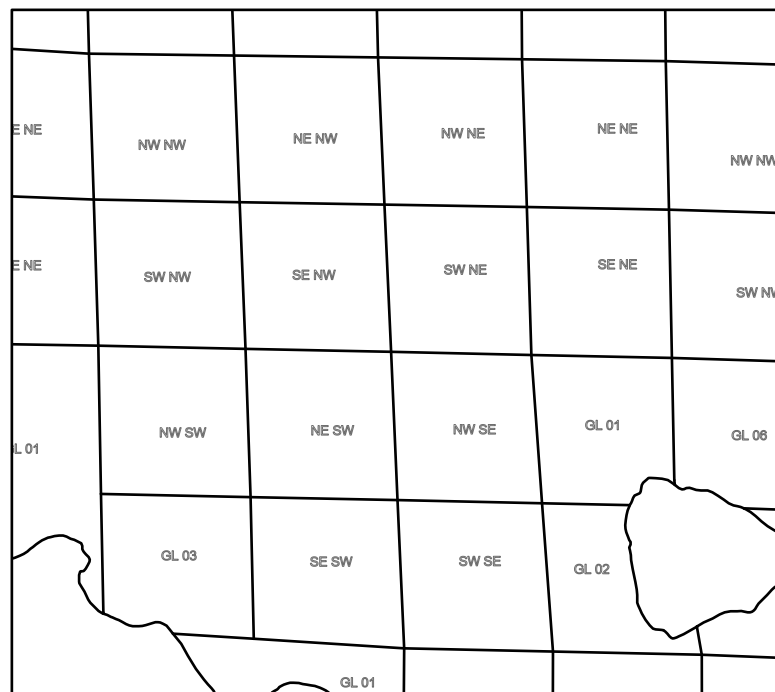 E NE
NW NW
NE NW
NW NE
NE NE
NW NW
E NE
SW NW
SE NW
SW NE
SE NE
SW NW
L 01
NW SW
NE SW
NW SE
GL 01
GL 06
GL 03
SE SW
SW SE
GL 02
GL 01